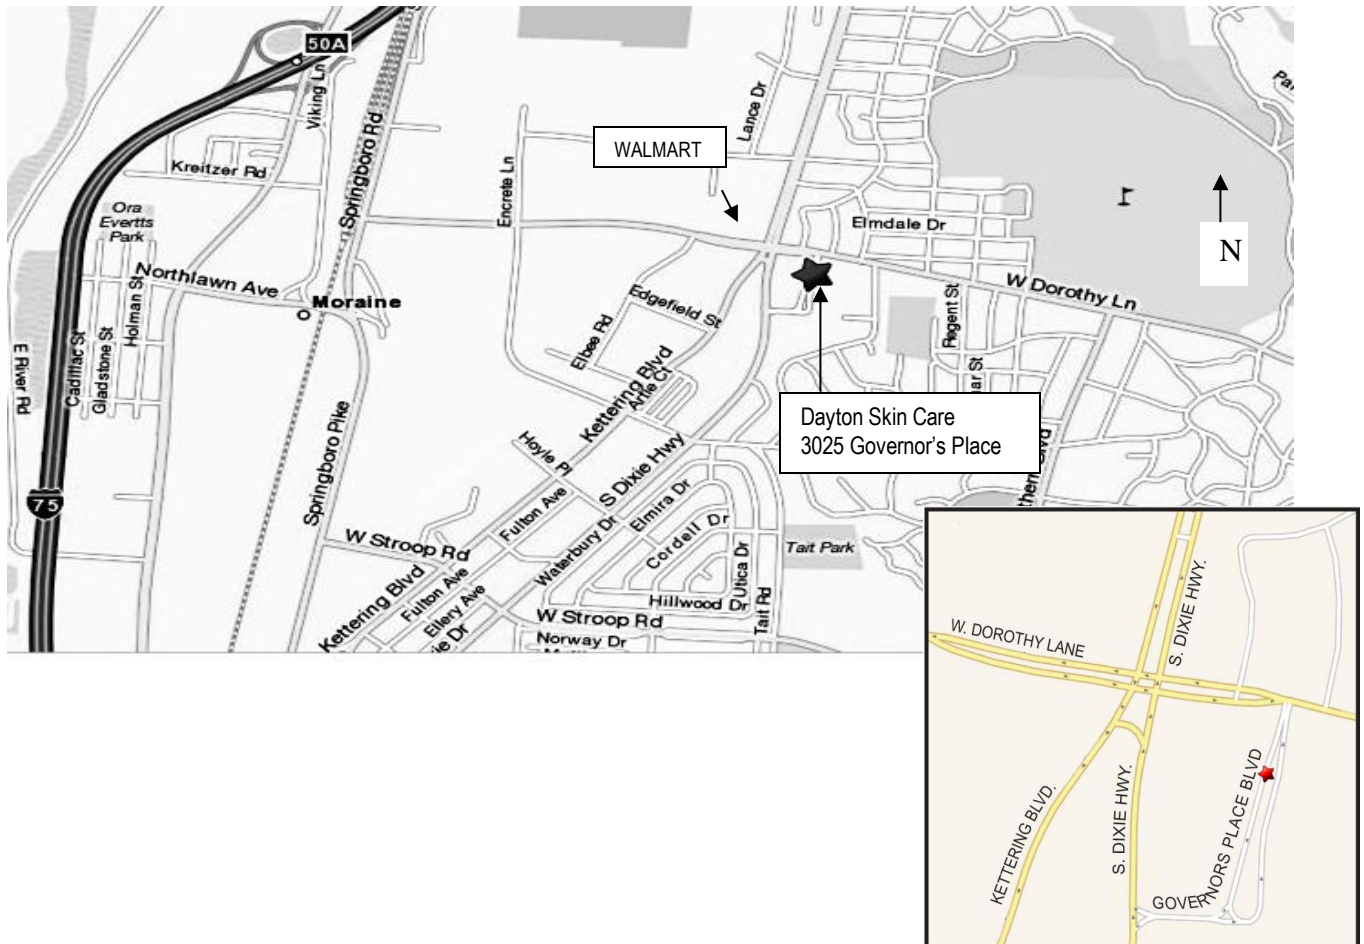 50A
Viking Ln
Springboro Rd
Lance Dr
WALMART
Kreitzer Rd
Encrete Ln
Ora
Evertts
Park
Elmdale Dr
N
Northlawn Ave
Moraine
Holman St
Edgefield St
W Dorothy Ln
Regent St
E River Rd
Cadillac St
Gladstone St
Elbee Rd
Kettering Blvd
Artie Ct
Dayton Skin Care
3025 Governor's Place
Springboro Pike
Hoyle Pl
S Dixie Hwy
75
Fulton Ave
Elmira Dr
Cordell Dr
Waterbury Dr
Tait Park
W Stroop Rd
Utica Dr
Tait Rd
Kettering Blvd
Fulton Ave
Ellery Ave
Hillwood Dr
W Stroop Rd
Norway Dr
W. DOROTHY LANE
S. DIXIE HWY.
KETTERING BLVD.
S. DIXIE HWY.
GOVERNORS PLACE BLVD